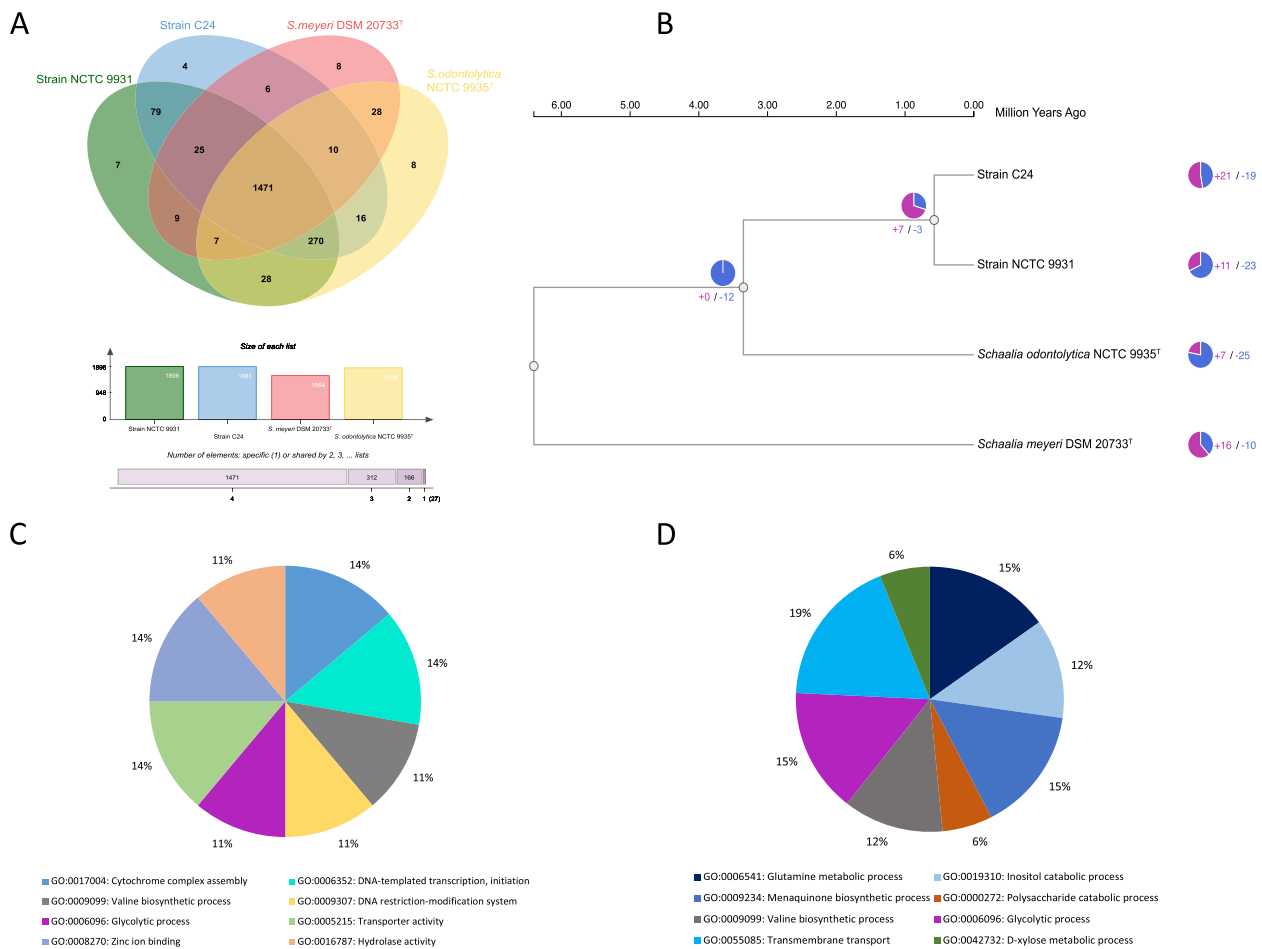 A
Strain C24
S.meyeri DSM 20733ᵀ
Strain NCTC 9931
S.odontolytica
NCTC 9935ᵀ
4
8
6
79
28
25
10
7
8
1471
9
16
7
270
28
Size of each list
1896
948
0
1896
1881
1564
Strain NCTC 9931
Strain C24
S. meyeri DSM 20733ᵀ
S. odontolytica NCTC 9935ᵀ
Number of elements: specific (1) or shared by 2, 3, ... lists
1471
312
166
4
3
2
1
(27)
B
6.00
5.00
4.00
3.00
2.00
1.00
0.00
Million Years Ago
Strain C24
+21 / -19
+7 / -3
Strain NCTC 9931
+11 / -23
+0 / -12
Schaalia odontolytica NCTC 9935ᵀ
+7 / -25
Schaalia meyeri DSM 20733ᵀ
+16 / -10
C
11%
14%
14%
14%
14%
11%
11%
11%
GO:0017004: Cytochrome complex assembly
GO:0006352: DNA-templated transcription, initiation
GO:0009099: Valine biosynthetic process
GO:0009307: DNA restriction-modification system
GO:0006096: Glycolytic process
GO:0005215: Transporter activity
GO:0008270: Zinc ion binding
GO:0016787: Hydrolase activity
D
6%
15%
19%
12%
15%
15%
12%
6%
GO:0006541: Glutamine metabolic process
GO:0019310: Inositol catabolic process
GO:0009234: Menaquinone biosynthetic process
GO:0000272: Polysaccharide catabolic process
GO:0009099: Valine biosynthetic process
GO:0006096: Glycolytic process
GO:0055085: Transmembrane transport
GO:0042732: D-xylose metabolic process